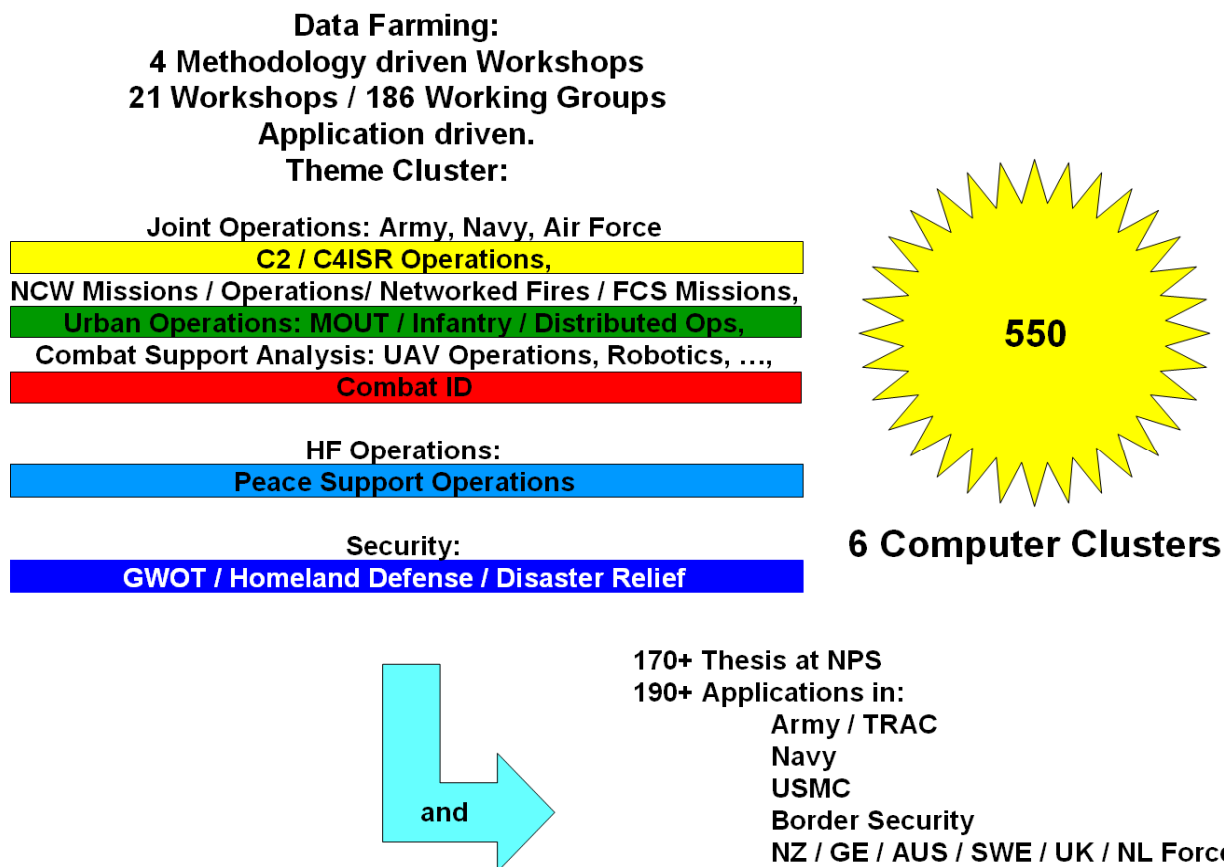 Data Farming:
4 Methodology driven Workshops
21 Workshops / 186 Working Groups
Application driven.
Theme Cluster:
Joint Operations: Army, Navy, Air Force
C2 / C4ISR Operations,
NCW Missions / Operations/ Networked Fires / FCS Missions,
Urban Operations: MOUT / Infantry / Distributed Ops,
Combat Support Analysis: UAV Operations, Robotics, …,
Combat ID
HF Operations:
Peace Support Operations
Security:
GWOT / Homeland Defense / Disaster Relief
550
6 Computer Clusters
and
170+ Thesis at NPS
190+ Applications in:
Army / TRAC
Navy
USMC
Border Security
NZ / GE / AUS / SWE / UK / NL Force